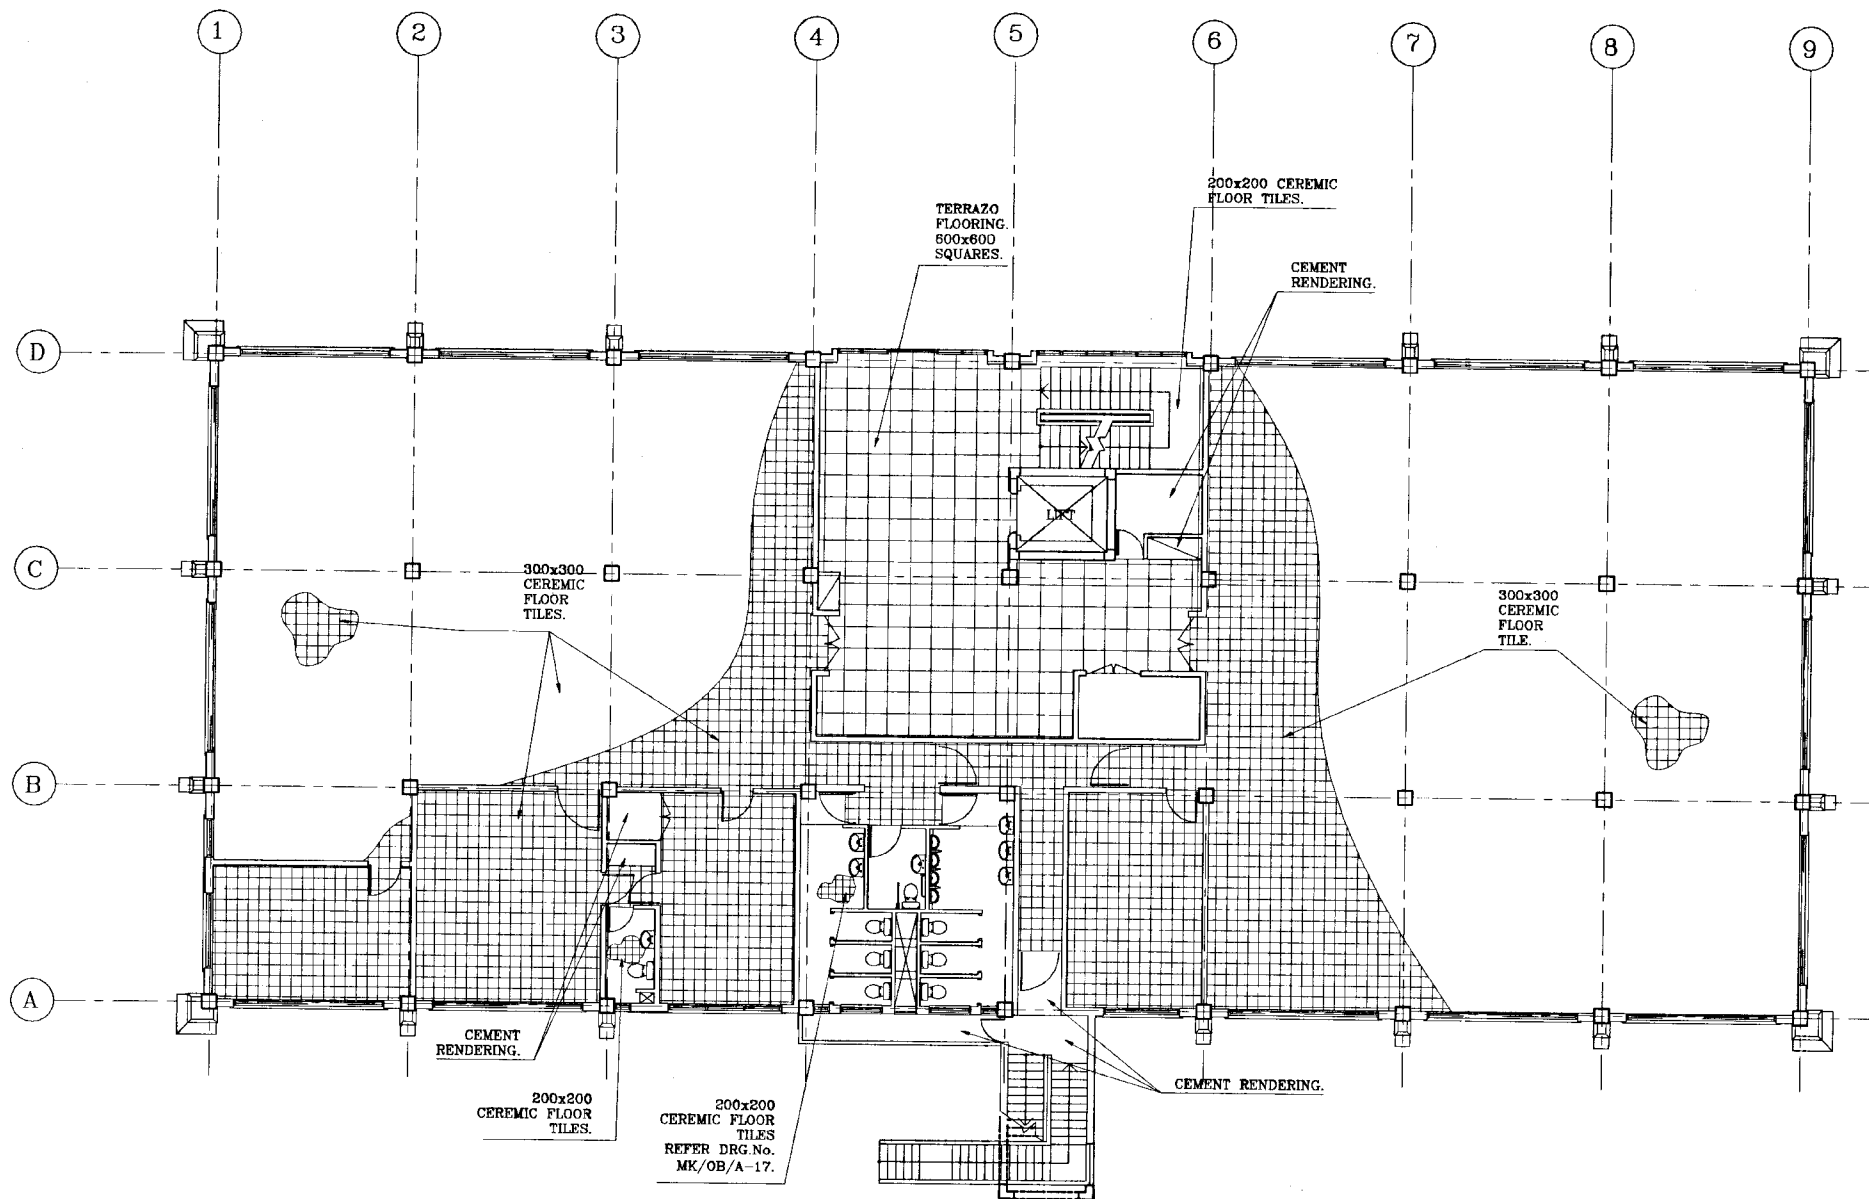 1
2
3
4
5
6
7
8
9
200x200 CEREMIC
FLOOR TILES.
TERRAZO
FLOORING.
600x600
SQUARES.
CEMENT
RENDERING.
D
LIFT
C
300x300
CEREMIC
FLOOR
TILES.
300x300
CEREMIC
FLOOR
TILE.
B
A
CEMENT
RENDERING.
CEMENT RENDERING.
200x200
CEREMIC FLOOR
TILES.
200x200
CEREMIC FLOOR
TILES
REFER DRG.No.
MK/OB/A-17.